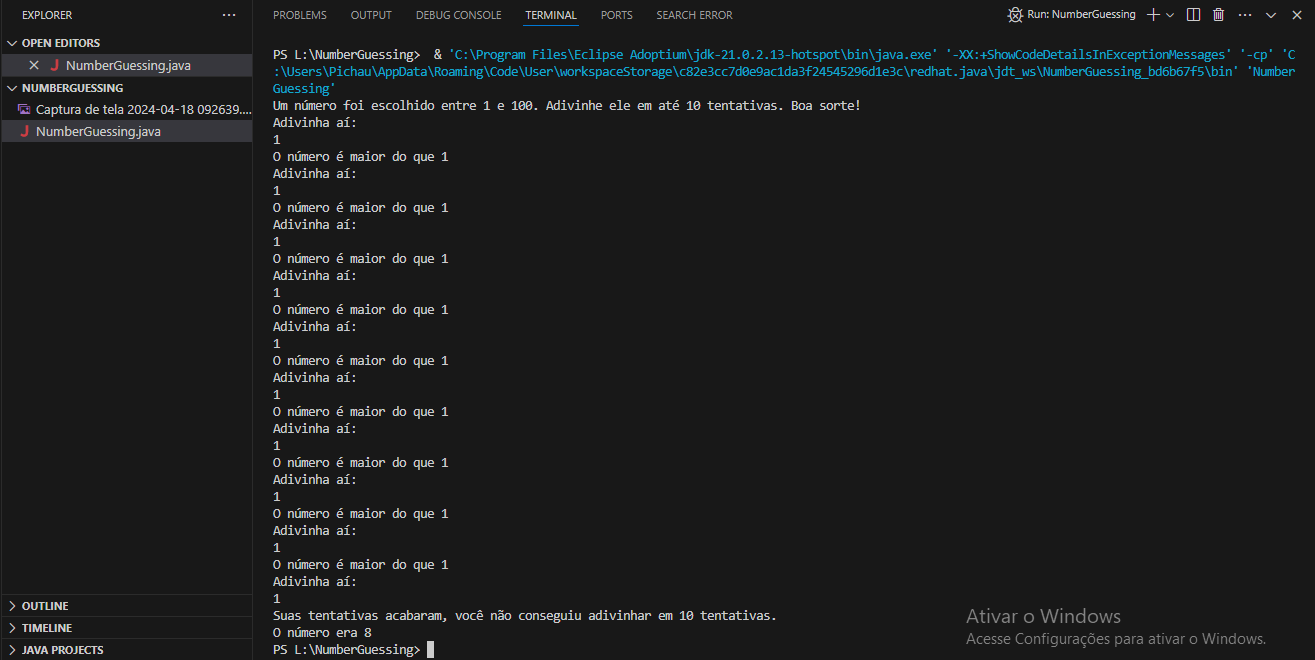 EXPLORER
OPEN EDITORS
NumberGuessing.java
NUMBERGUESSING
Captura de tela 2024-04-18 092639....
NumberGuessing.java
OUTLINE
TIMELINE
JAVA PROJECTS
PROBLEMS OUTPUT DEBUG CONSOLE TERMINAL PORTS SEARCH ERROR
Run: NumberGuessing
PS L:\NumberGuessing>  & 'C:\Program Files\Eclipse Adoptium\jdk-21.0.2.13-hotspot\bin\java.exe' '-XX:+ShowCodeDetailsInExceptionMessages' '-cp' 'C
:\Users\Pichau\AppData\Roaming\Code\User\workspaceStorage\c82e3cc7d0e9ac1da3f24545296d1e3c\redhat.java\jdt_ws\NumberGuessing_bd6b67f5\bin' 'Number
Guessing'
Um número foi escolhido entre 1 e 100. Adivinhe ele em até 10 tentativas. Boa sorte!
Adivinha aí:
1
O número é maior do que 1
Adivinha aí:
1
O número é maior do que 1
Adivinha aí:
1
O número é maior do que 1
Adivinha aí:
1
O número é maior do que 1
Adivinha aí:
1
O número é maior do que 1
Adivinha aí:
1
O número é maior do que 1
Adivinha aí:
1
O número é maior do que 1
Adivinha aí:
1
O número é maior do que 1
Adivinha aí:
1
O número é maior do que 1
Adivinha aí:
1
Suas tentativas acabaram, você não conseguiu adivinhar em 10 tentativas.
O número era 8
PS L:\NumberGuessing>
Ativar o Windows
Acesse Configurações para ativar o Windows.